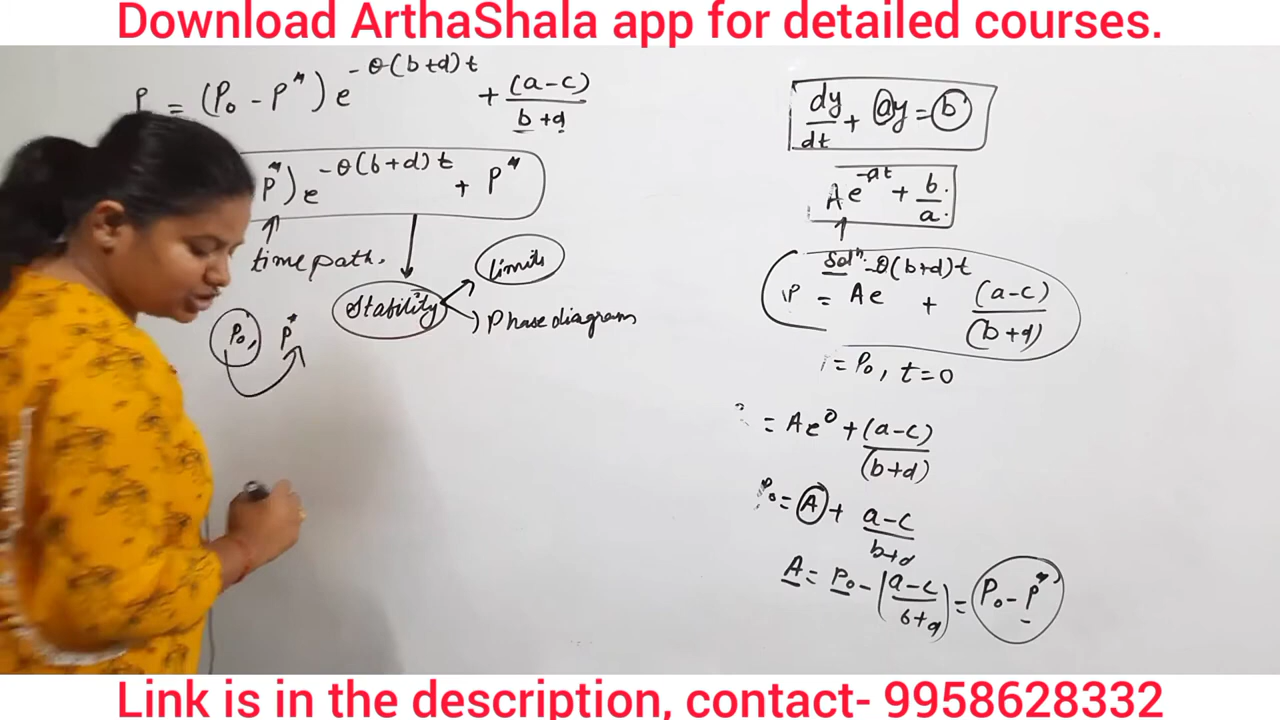 Download ArthaShala app for detailed courses.
P = (P₀ - P*) e^{-θ(b+d)t} + (a-c)/(b+d)
P*) e^{-θ(b+d)t} + P*
time path.
Stability
limits
Phase diagram
P₀, P*
dy/dt + ay = b
Ae^{-at} + b/a
Solⁿ
P = Ae^{-θ(b+d)t} + (a-c)/(b+d)
= P₀, t=0
= Ae⁰ + (a-c)/(b+d)
P₀ = A + a-c/b+d
A = P₀ - (a-c/b+d) = P₀ - P*
Link is in the description, contact- 9958628332